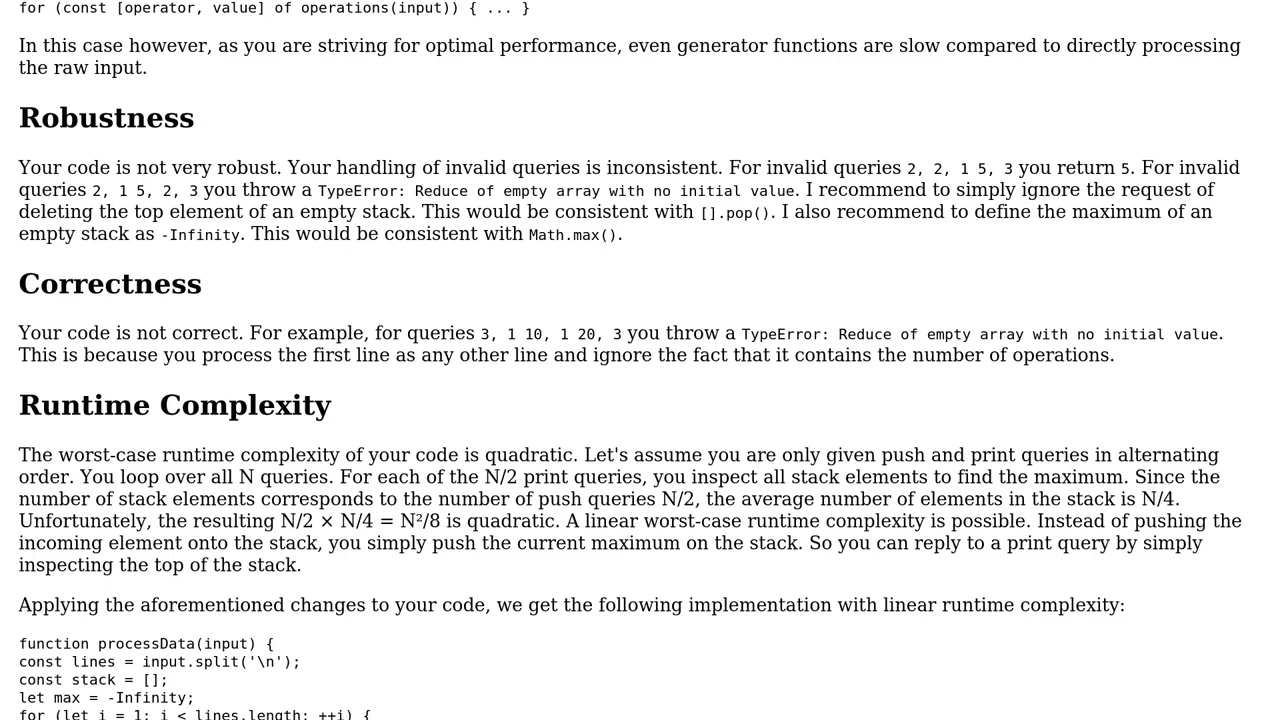 for (const [operator, value] of operations(input)) { ... }
In this case however, as you are striving for optimal performance, even generator functions are slow compared to directly processing
the raw input.
Robustness
Your code is not very robust. Your handling of invalid queries is inconsistent. For invalid queries 2, 2, 1 5, 3 you return 5. For invalid
queries 2, 1 5, 2, 3 you throw a TypeError: Reduce of empty array with no initial value. I recommend to simply ignore the request of
deleting the top element of an empty stack. This would be consistent with [].pop(). I also recommend to define the maximum of an
empty stack as -Infinity. This would be consistent with Math.max().
Correctness
Your code is not correct. For example, for queries 3, 1 10, 1 20, 3 you throw a TypeError: Reduce of empty array with no initial value.
This is because you process the first line as any other line and ignore the fact that it contains the number of operations.
Runtime Complexity
The worst-case runtime complexity of your code is quadratic. Let's assume you are only given push and print queries in alternating
order. You loop over all N queries. For each of the N/2 print queries, you inspect all stack elements to find the maximum. Since the
number of stack elements corresponds to the number of push queries N/2, the average number of elements in the stack is N/4.
Unfortunately, the resulting N/2 × N/4 = N²/8 is quadratic. A linear worst-case runtime complexity is possible. Instead of pushing the
incoming element onto the stack, you simply push the current maximum on the stack. So you can reply to a print query by simply
inspecting the top of the stack.
Applying the aforementioned changes to your code, we get the following implementation with linear runtime complexity:
function processData(input) {
const lines = input.split('\n');
const stack = [];
let max = -Infinity;
for (let i = 1; i < lines.length; ++i) {